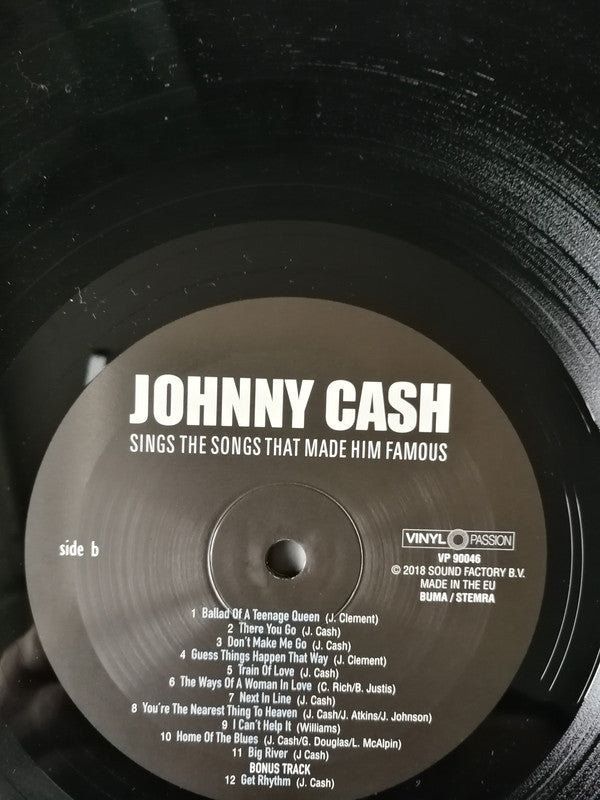 JOHNNY CASH
SINGS THE SONGS THAT MADE HIM FAMOUS
side b
VINYL PASSION
VP 90046
© 2018 SOUND FACTORY B.V.
MADE IN THE EU
BUMA / STEMRA
1 Ballad Of A Teenage Queen (J. Clement)
2 There You Go (J. Cash)
3 Don't Make Me Go (J. Cash)
4 Guess Things Happen That Way (J. Clement)
5 Train Of Love (J. Cash)
6 The Ways Of A Woman In Love (C. Rich/B. Justis)
7 Next In Line (J. Cash)
8 You're The Nearest Thing To Heaven (J. Cash/J. Atkins/J. Johnson)
9 I Can't Help It (Williams)
10 Home Of The Blues (J. Cash/G. Douglas/L. McAlpin)
11 Big River (J Cash)
BONUS TRACK
12 Get Rhythm (J. Cash)